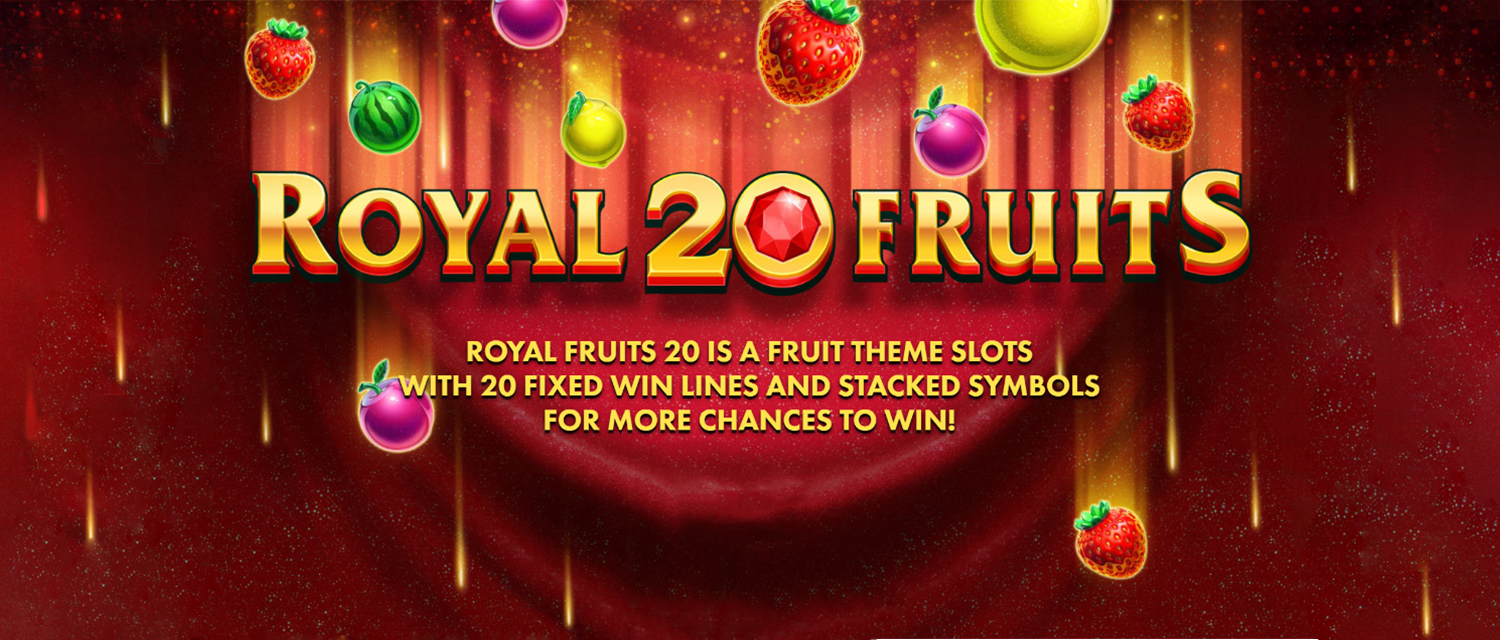 ROYAL 20 FRUITS
ROYAL FRUITS 20 IS A FRUIT THEME SLOTS
WITH 20 FIXED WIN LINES AND STACKED SYMBOLS
FOR MORE CHANCES TO WIN!